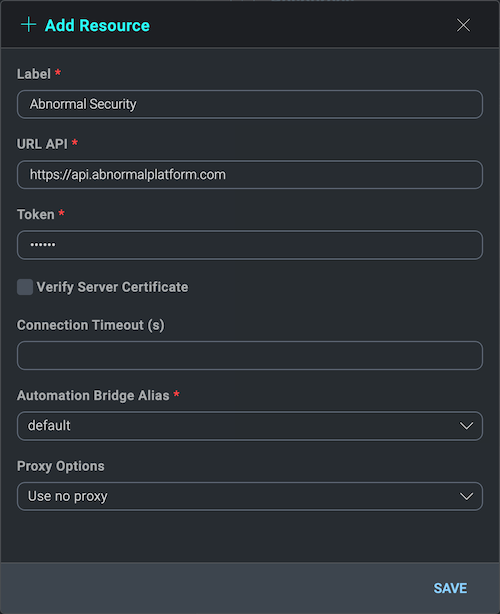 + Add Resource
Label *
Abnormal Security
URL API *
https://api.abnormalplatform.com
Token *
••••••
Verify Server Certificate
Connection Timeout (s)
Automation Bridge Alias *
default
Proxy Options
Use no proxy
SAVE